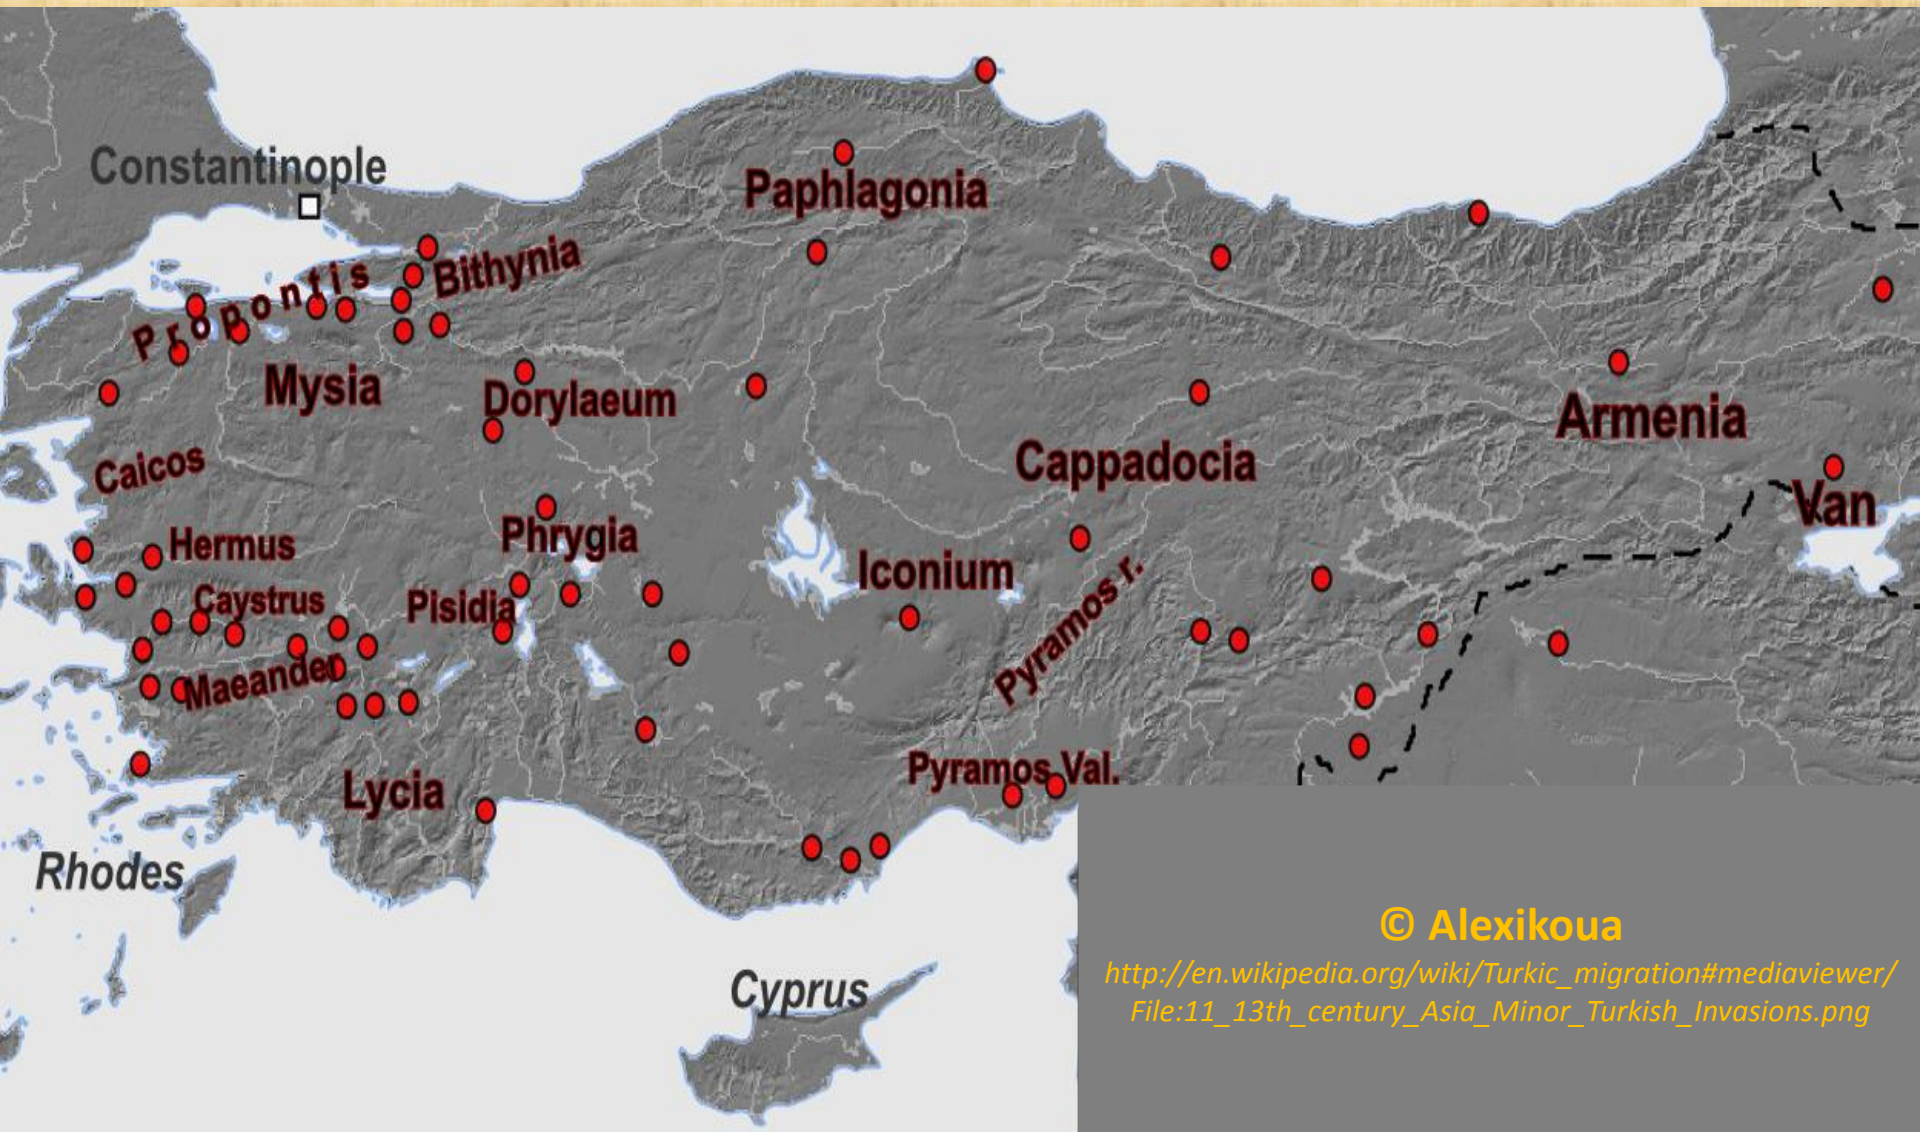 Constantinople
Paphlagonia
Bithynia
Propontis
Mysia
Dorylaeum
Armenia
Caicos
Cappadocia
Van
Hermus
Phrygia
Iconium
Caystrus
Pisidia
Pyramos r.
Maeander
Lycia
Pyramos Val.
Rhodes
Cyprus
© Alexikoua
http://en.wikipedia.org/wiki/Turkic_migration#mediaviewer/
File:11_13th_century_Asia_Minor_Turkish_Invasions.png